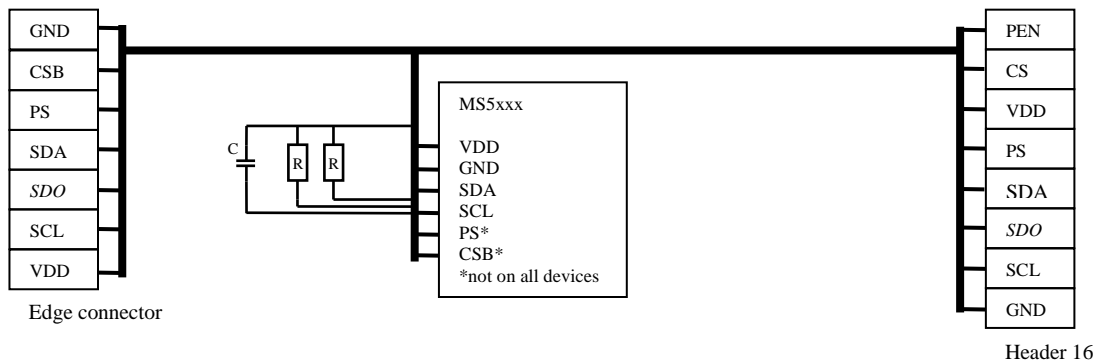 GND
CSB
PS
SDA
SDO
SCL
VDD
Edge connector
C
R
R
MS5xxx
VDD
GND
SDA
SCL
PS*
CSB*
*not on all devices
PEN
CS
VDD
PS
SDA
SDO
SCL
GND
Header 16